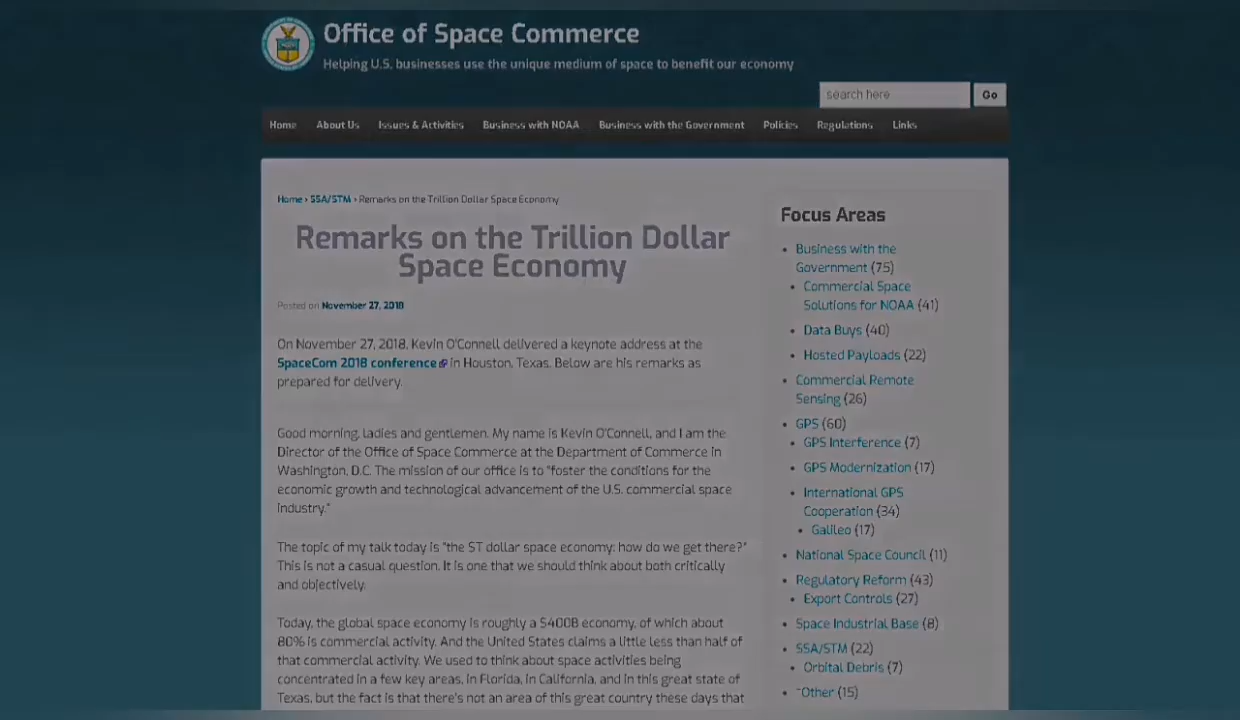 Office of Space Commerce
Helping U.S. businesses use the unique medium of space to benefit our economy
search here
Go
Home About Us Issues & Activities Business with NOAA Business with the Government Policies Regulations Links
Home › SSA/STM › Remarks on the Trillion Dollar Space Economy
Remarks on the Trillion Dollar
Space Economy
Posted on November 27, 2018
On November 27, 2018, Kevin O'Connell delivered a keynote address at the
SpaceCom 2018 conference in Houston, Texas. Below are his remarks as
prepared for delivery.
Good morning, ladies and gentlemen. My name is Kevin O'Connell, and I am the
Director of the Office of Space Commerce at the Department of Commerce in
Washington, D.C. The mission of our office is to "foster the conditions for the
economic growth and technological advancement of the U.S. commercial space
industry."
The topic of my talk today is "the $T dollar space economy: how do we get there?"
This is not a casual question. It is one that we should think about both critically
and objectively.
Today, the global space economy is roughly a $400B economy, of which about
80% is commercial activity. And the United States claims a little less than half of
that commercial activity. We used to think about space activities being
concentrated in a few key areas, in Florida, in California, and in this great state of
Texas, but the fact is that there's not an area of this great country these days that
Focus Areas
Business with the
Government (75)
Commercial Space
Solutions for NOAA (41)
Data Buys (40)
Hosted Payloads (22)
Commercial Remote
Sensing (26)
GPS (60)
GPS Interference (7)
GPS Modernization (17)
International GPS
Cooperation (34)
Galileo (17)
National Space Council (11)
Regulatory Reform (43)
Export Controls (27)
Space Industrial Base (8)
SSA/STM (22)
Orbital Debris (7)
~Other (15)